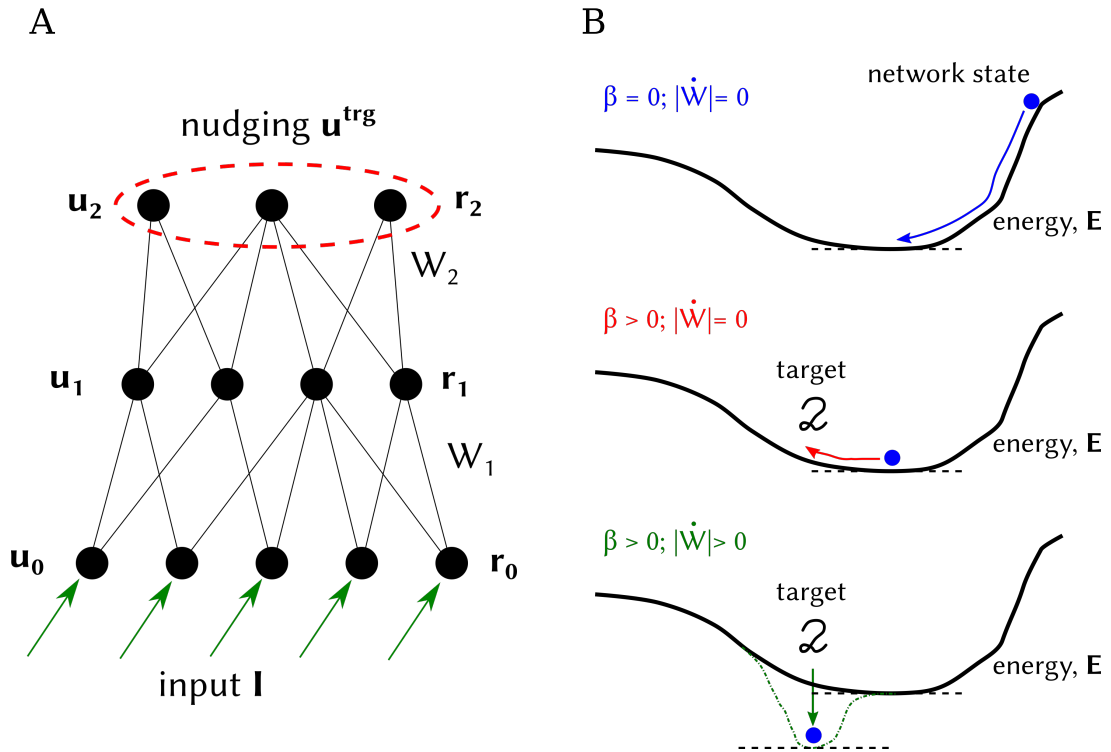 A
nudging u^trg
u₂
r₂
W₂
u₁
r₁
W₁
u₀
r₀
input I
B
network state
β = 0; |Ẇ|= 0
energy, E
β > 0; |Ẇ|= 0
target
2
energy, E
β > 0; |Ẇ|> 0
target
2
energy, E